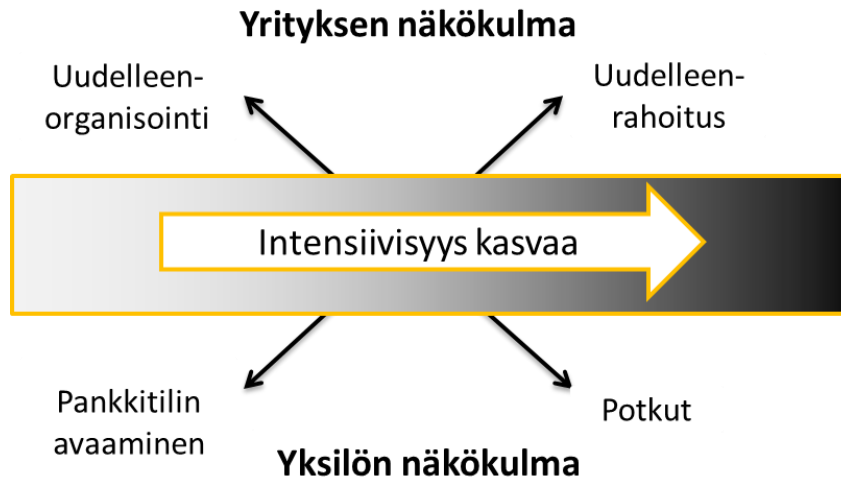 Yrityksen näkökulma
Uudelleen-
organisointi
Uudelleen-
rahoitus
Intensiivisyys kasvaa
Pankkitilin
avaaminen
Potkut
Yksilön näkökulma